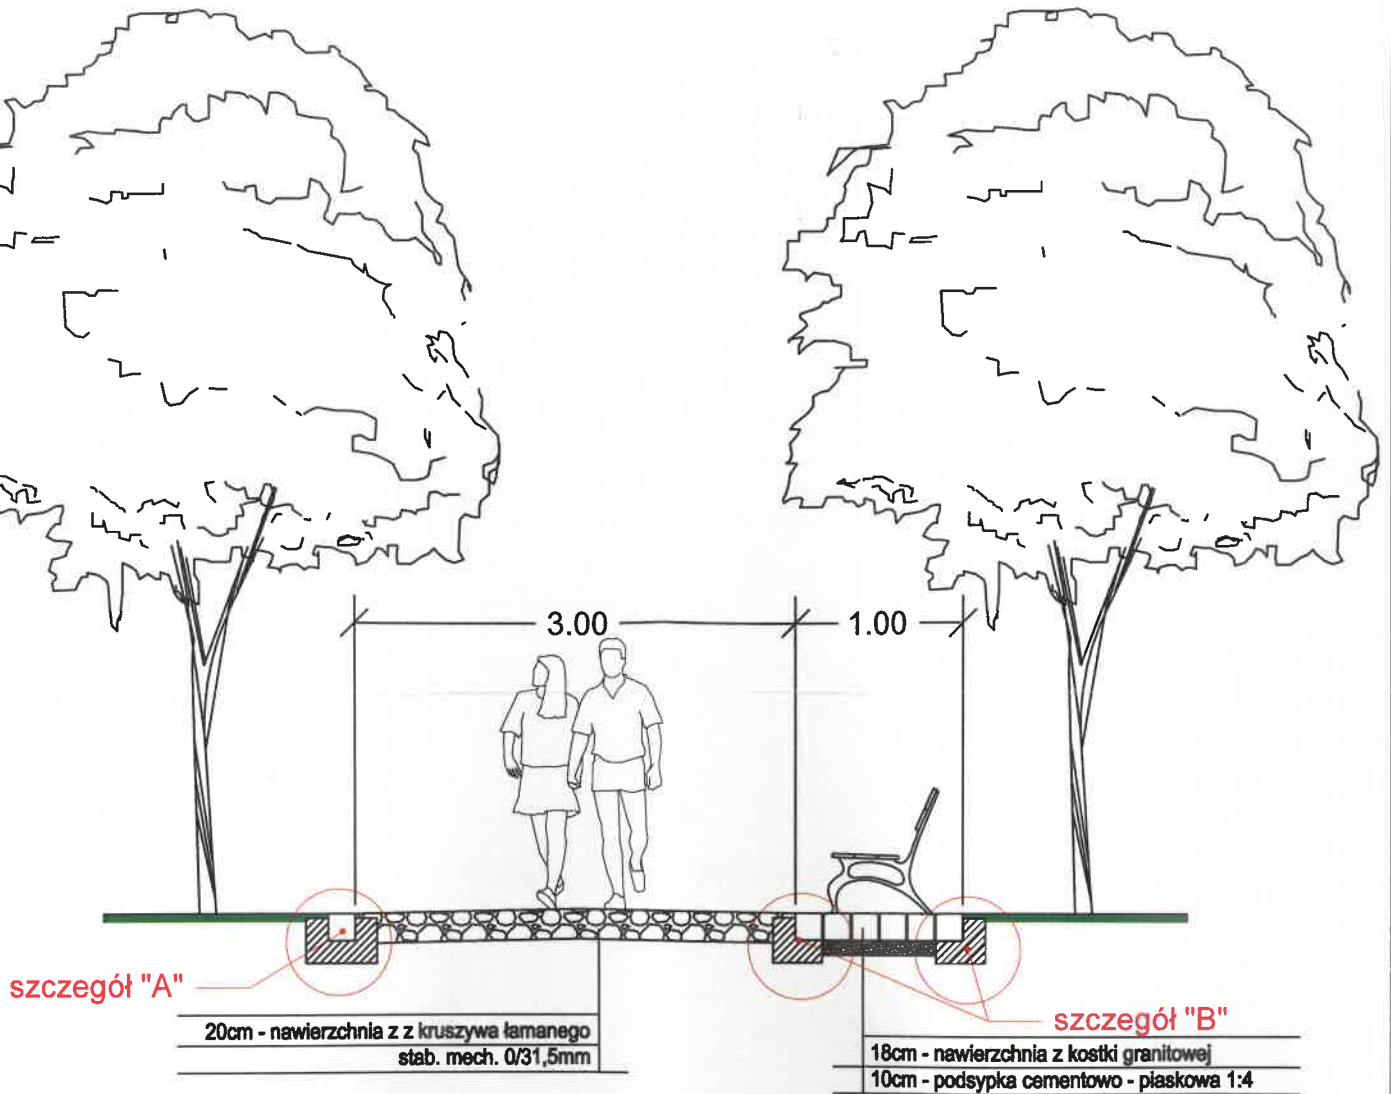 3.00
1.00
szczegół "A"
szczegół "B"
20cm - nawierzchnia z z kruszywa łamanego
stab. mech. 0/31,5mm
18cm - nawierzchnia z kostki granitowej
10cm - podsypka cementowo - piaskowa 1:4